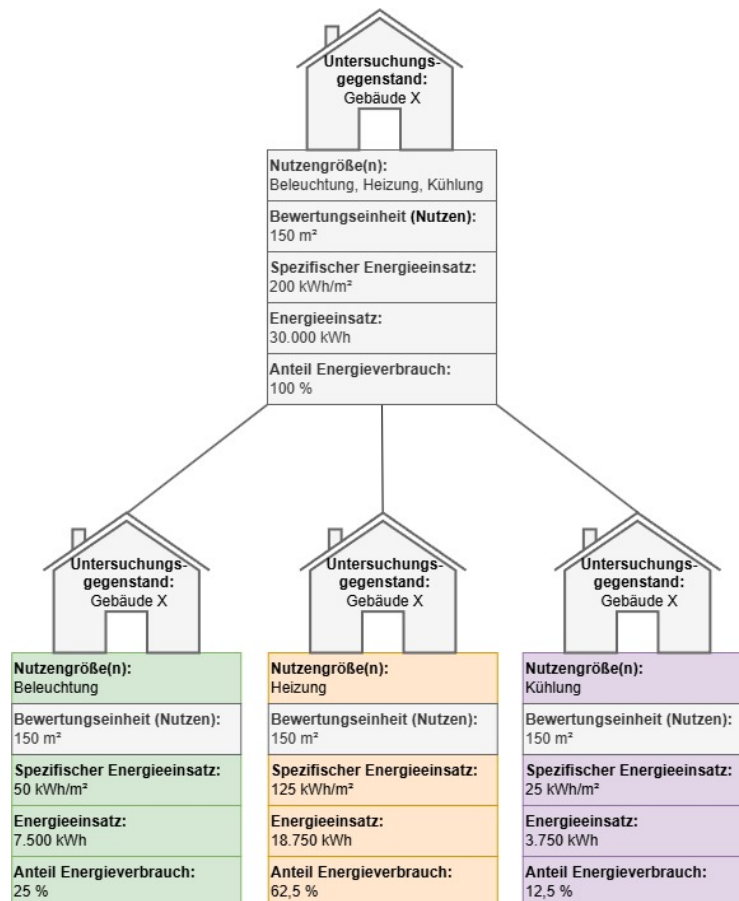 Untersuchungs-
gegenstand:
Gebäude X
Nutzengröße(n):
Beleuchtung, Heizung, Kühlung
Bewertungseinheit (Nutzen):
150 m²
Spezifischer Energieeinsatz:
200 kWh/m²
Energieeinsatz:
30.000 kWh
Anteil Energieverbrauch:
100 %
Untersuchungs-
gegenstand:
Gebäude X
Nutzengröße(n):
Beleuchtung
Bewertungseinheit (Nutzen):
150 m²
Spezifischer Energieeinsatz:
50 kWh/m²
Energieeinsatz:
7.500 kWh
Anteil Energieverbrauch:
25 %
Untersuchungs-
gegenstand:
Gebäude X
Nutzengröße(n):
Heizung
Bewertungseinheit (Nutzen):
150 m²
Spezifischer Energieeinsatz:
125 kWh/m²
Energieeinsatz:
18.750 kWh
Anteil Energieverbrauch:
62,5 %
Untersuchungs-
gegenstand:
Gebäude X
Nutzengröße(n):
Kühlung
Bewertungseinheit (Nutzen):
150 m²
Spezifischer Energieeinsatz:
25 kWh/m²
Energieeinsatz:
3.750 kWh
Anteil Energieverbrauch:
12,5 %